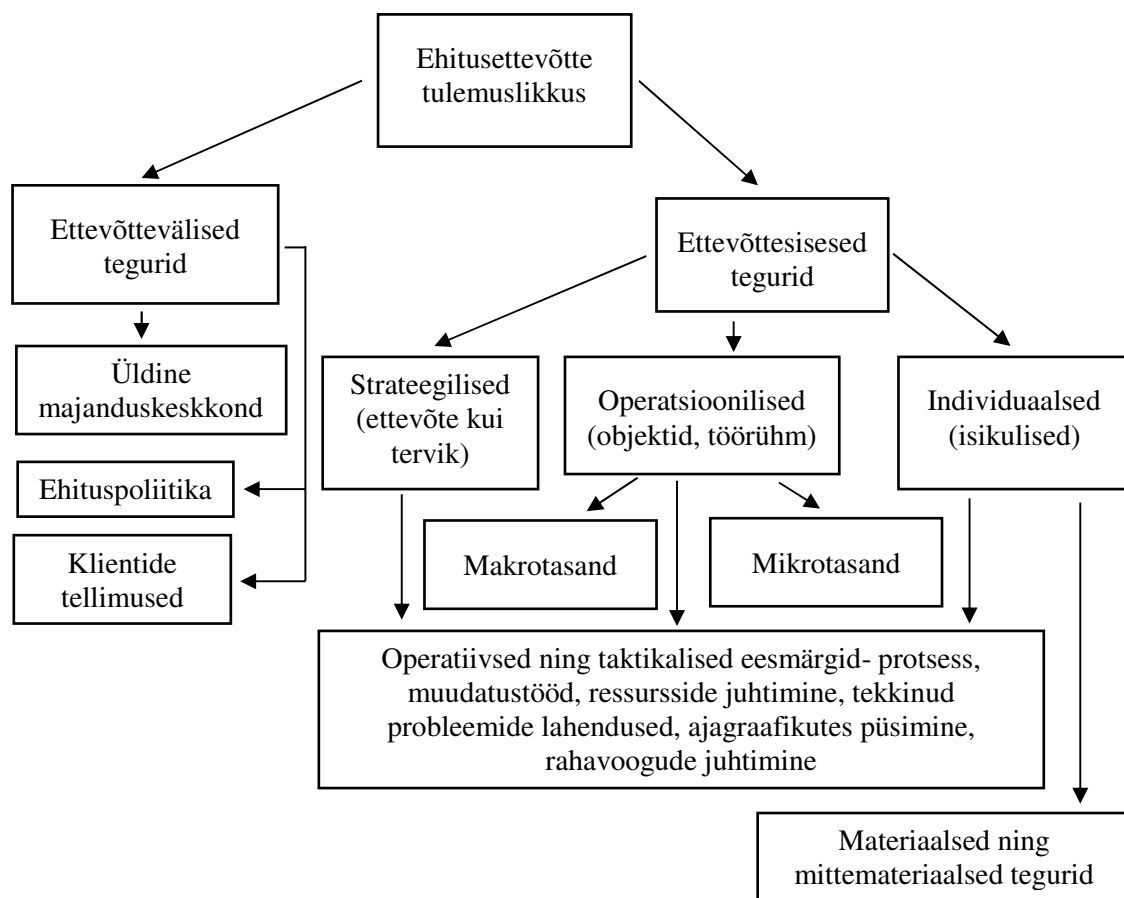 Ehitusettevõtte
tulemuslikkus
Ettevõttevälised
tegurid
Ettevõttesisesed
tegurid
Üldine
majanduskeskkond
Strateegilised
(ettevõte kui
tervik)
Operatsioonilised
(objektid, töörühm)
Individuaalsed
(isikulised)
Ehituspoliitika
Klientide
tellimused
Makrotasand
Mikrotasand
Operatiivsed ning taktikalised eesmärgid- protsess,
muudatustööd, ressursside juhtimine, tekkinud
probleemide lahendused, ajagraafikutes püsimine,
rahavoogude juhtimine
Materiaalsed ning
mittemateriaalsed tegurid